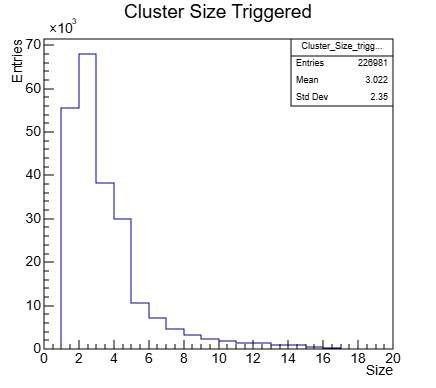 Cluster Size Triggered
×10³
Cluster_Size_trigg...
Entries 226981
Mean 3.022
Std Dev 2.35
Entries
70
60
50
40
30
20
10
0
0 2 4 6 8 10 12 14 16 18 20
Size